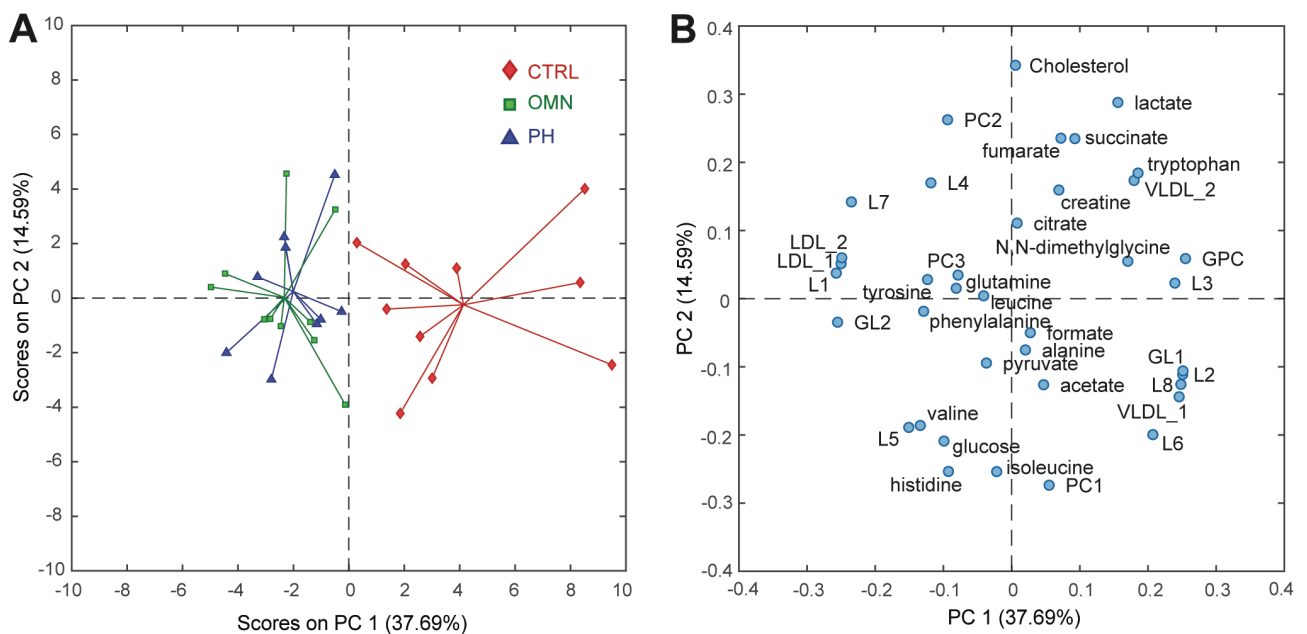 A
CTRL
OMN
PH
10
8
6
4
2
0
-2
-4
-6
-8
-10
-10
-8
-6
-4
-2
0
2
4
6
8
10
Scores on PC 2 (14.59%)
Scores on PC 1 (37.69%)
B
0.4
0.3
0.2
0.1
0
-0.1
-0.2
-0.3
-0.4
-0.4
-0.3
-0.2
-0.1
0
0.1
0.2
0.3
0.4
PC 2 (14.59%)
PC 1 (37.69%)
Cholesterol
lactate
PC2
succinate
fumarate
tryptophan
L4
VLDL_2
L7
creatine
citrate
LDL_2
N,N-dimethylglycine
LDL_1
PC3
GPC
L1
glutamine
L3
tyrosine
leucine
GL2
phenylalanine
formate
alanine
GL1
pyruvate
L2
acetate
L8
VLDL_1
valine
L5
glucose
L6
isoleucine
histidine
PC1